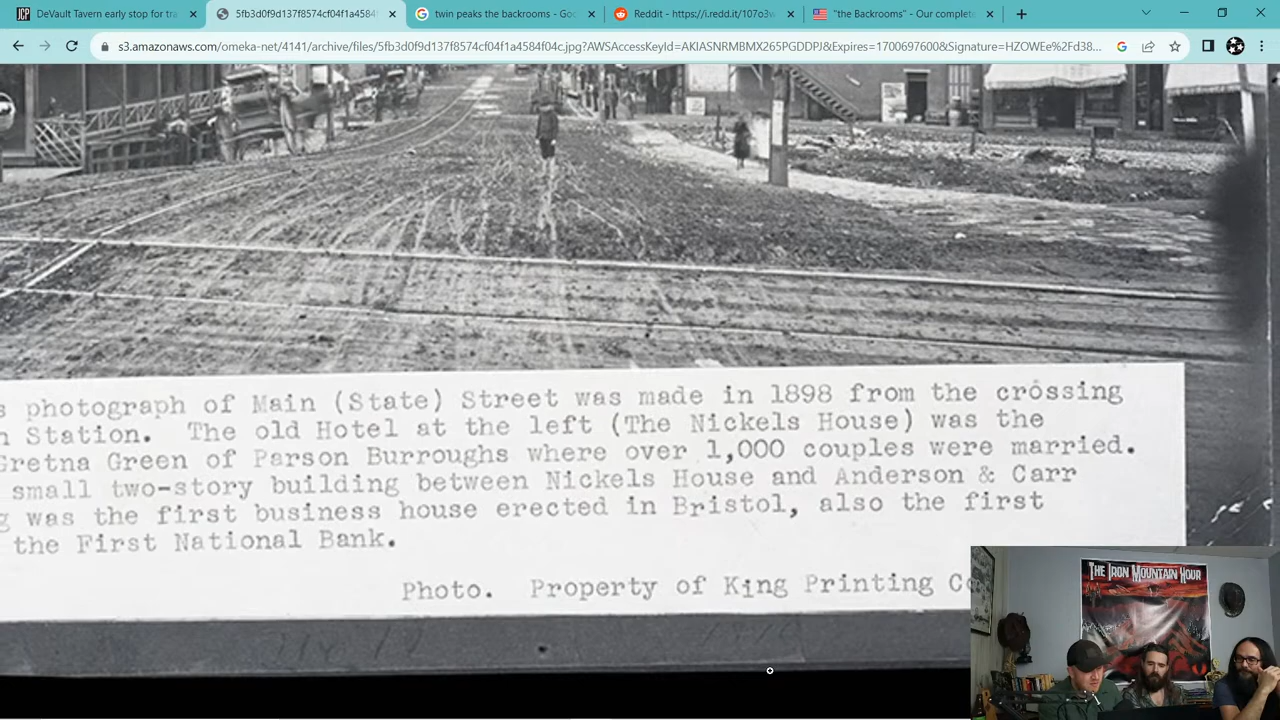 DeVault Tavern early stop for tra
5fb3d0f9d137f8574cf04f1a4584
twin peaks the backrooms - Goo
Reddit - https://i.redd.it/107o3w
"the Backrooms" - Our complete
s3.amazonaws.com/omeka-net/4141/archive/files/5fb3d0f9d137f8574cf04f1a4584f04c.jpg?AWSAccessKeyId=AKIASNRMBMX265PGDDPJ&Expires=1700697600&Signature=HZOWEe%2Fd38...
s photograph of Main (State) Street was made in 1898 from the crossing
n Station. The old Hotel at the left (The Nickels House) was the
Gretna Green of Parson Burroughs where over 1,000 couples were married.
small two-story building between Nickels House and Anderson & Carr
g was the first business house erected in Bristol, also the first
the First National Bank.
Photo. Property of King Printing Co
THE IRON MOUNTAIN HOUR